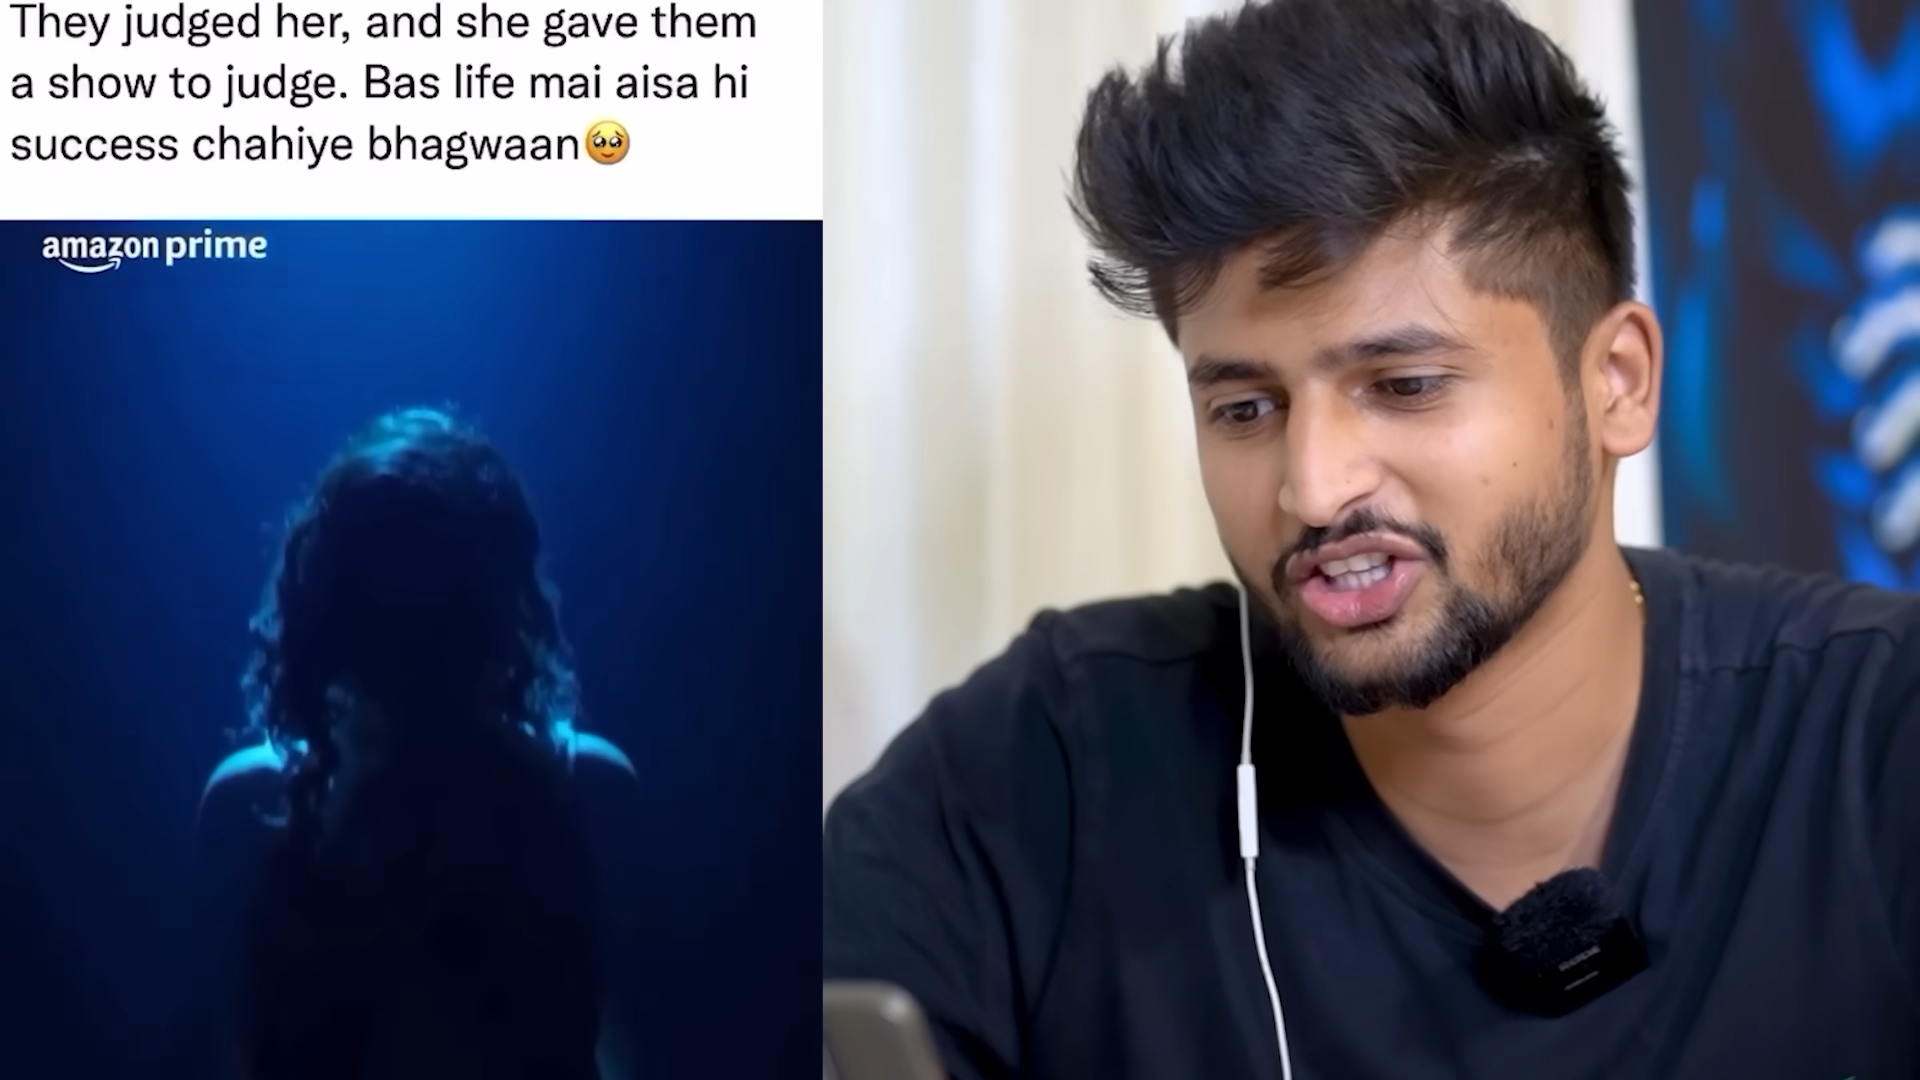 They judged her, and she gave them
a show to judge. Bas life mai aisa hi
success chahiye bhagwaan🥹
amazon prime